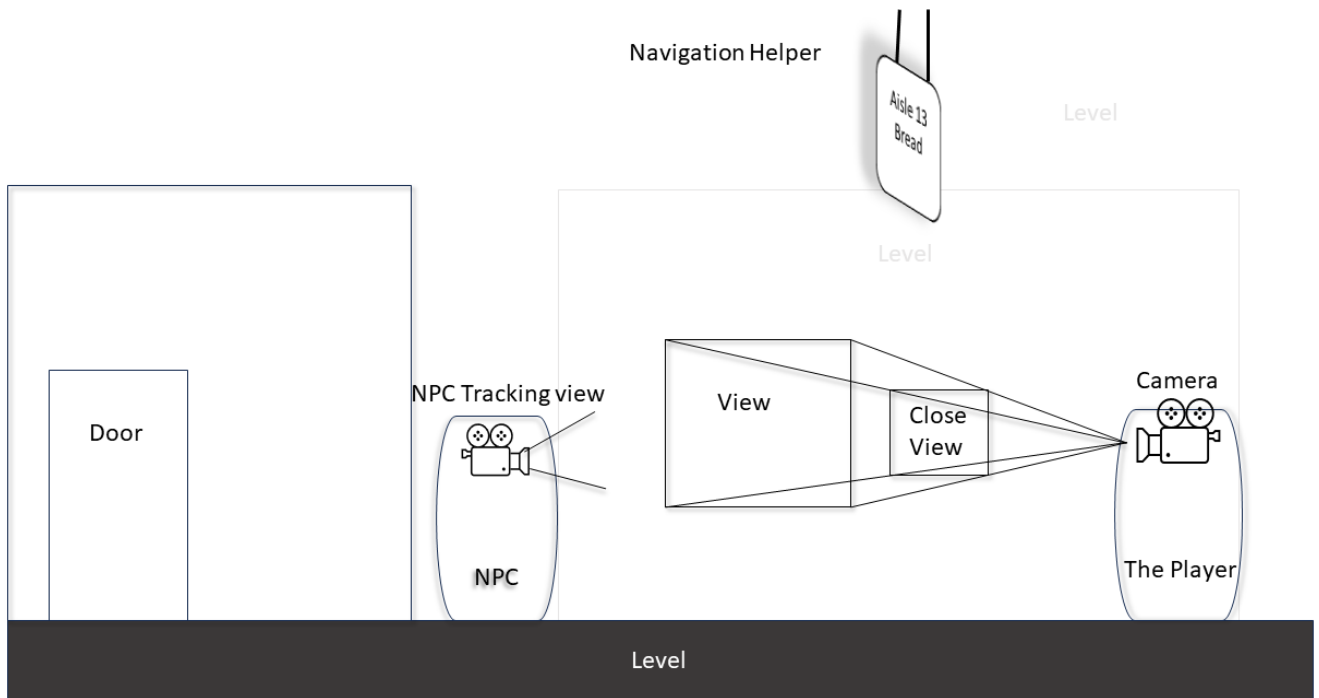 Navigation Helper
Aisle 13
Bread
Level
Level
NPC Tracking view
View
Close
View
Camera
Door
NPC
The Player
Level